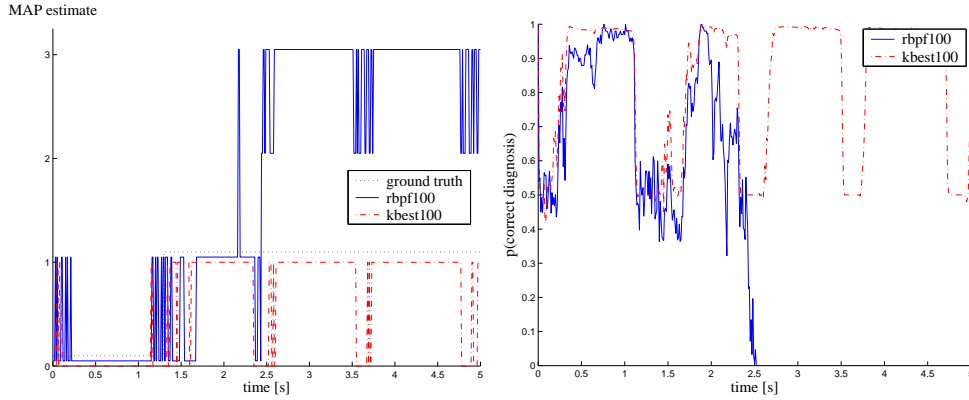 MAP estimate
3
2
1
0
0 0.5 1 1.5 2 2.5 3 3.5 4 4.5 5
time [s]
ground truth
rbpf100
kbest100
p(correct diagnosis)
1
0.9
0.8
0.7
0.6
0.5
0.4
0.3
0.2
0.1
0
0 0.5 1 1.5 2 2.5 3 3.5 4 4.5 5
time [s]
rbpf100
kbest100